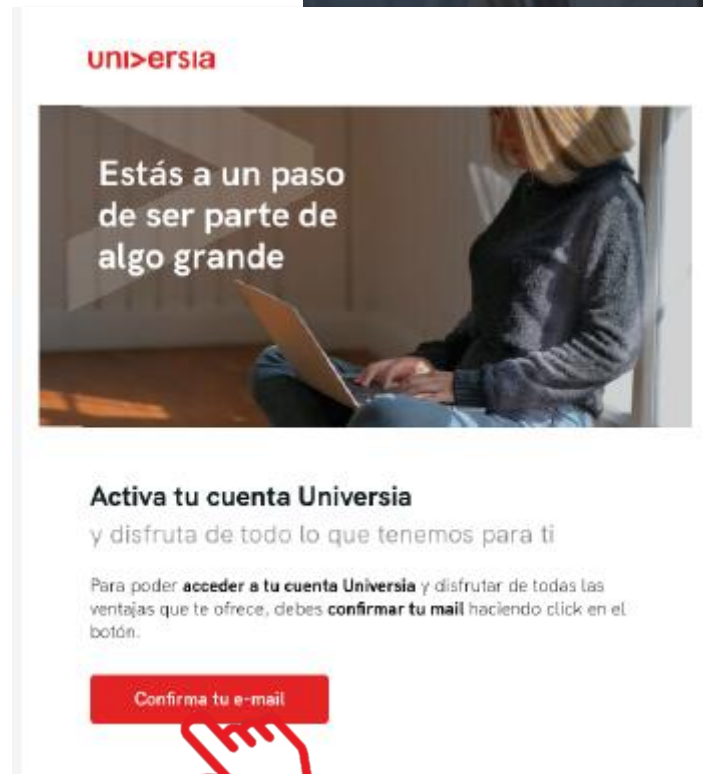 uni>ersia
Estás a un paso
de ser parte de
algo grande
Activa tu cuenta Universia
y disfruta de todo lo que tenemos para ti
Para poder acceder a tu cuenta Universia y disfrutar de todas las
ventajas que te ofrece, debes confirmar tu mail haciendo click en el
botón.
Confirma tu e-mail